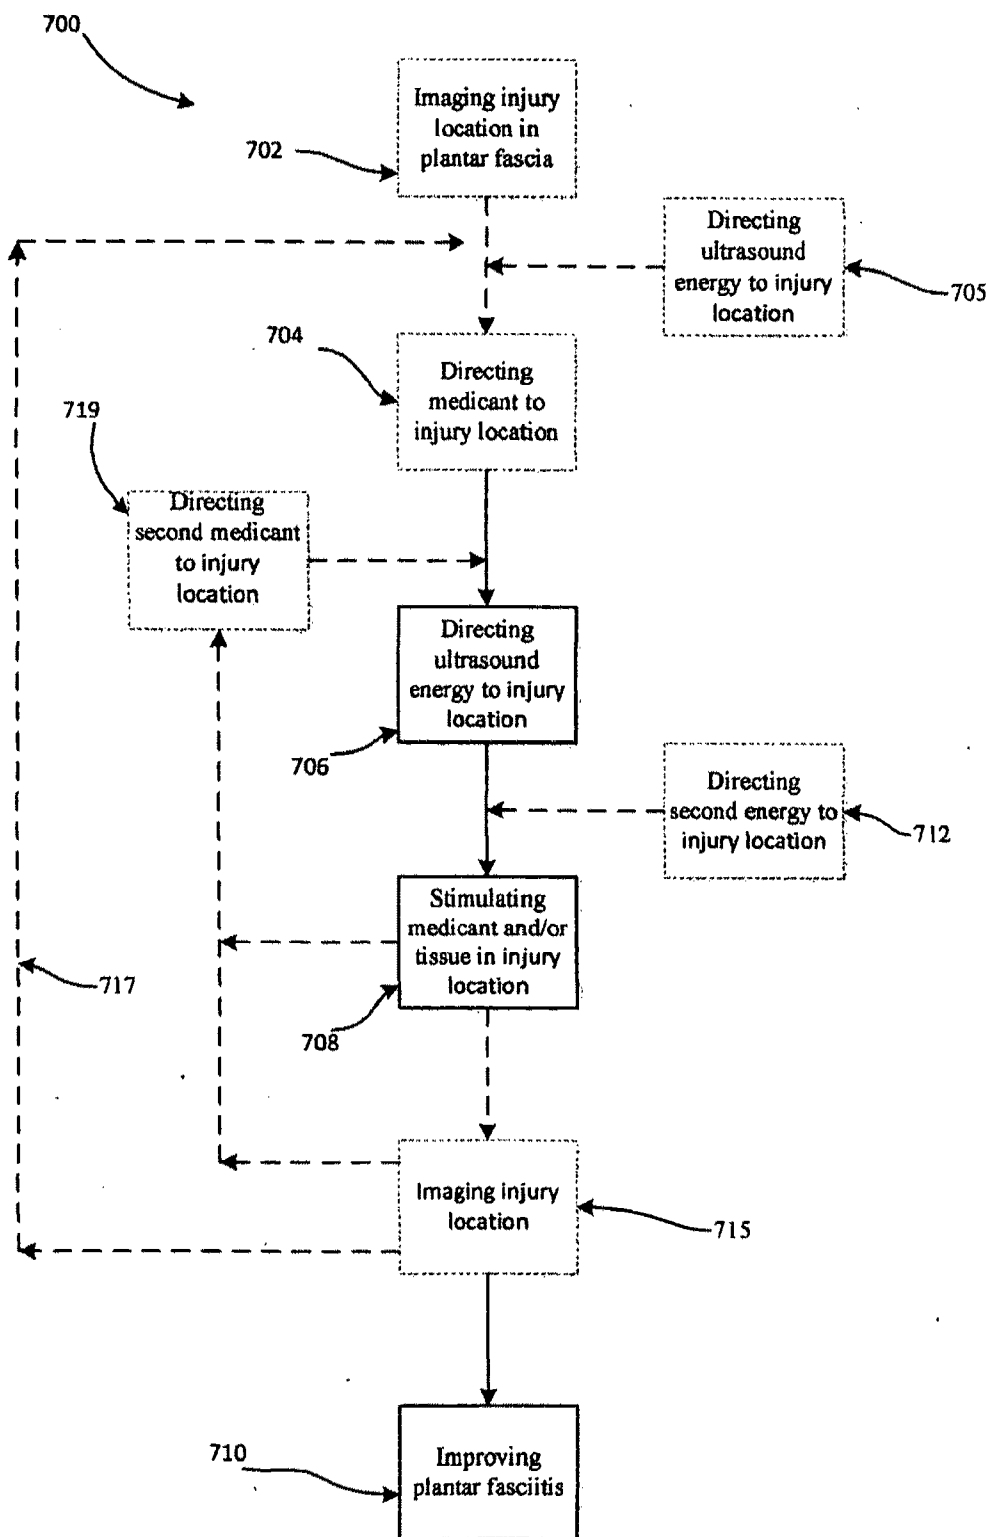 700
Imaging injury
location in
plantar fascia
702
Directing
ultrasound
energy to injury
location
705
704
Directing
medicant to
injury location
719
Directing
second medicant
to injury
location
Directing
ultrasound
energy to injury
location
706
Directing
second energy to
injury location
712
Stimulating
medicant and/or
tissue in injury
location
717
708
Imaging injury
location
715
710
Improving
plantar fasciitis